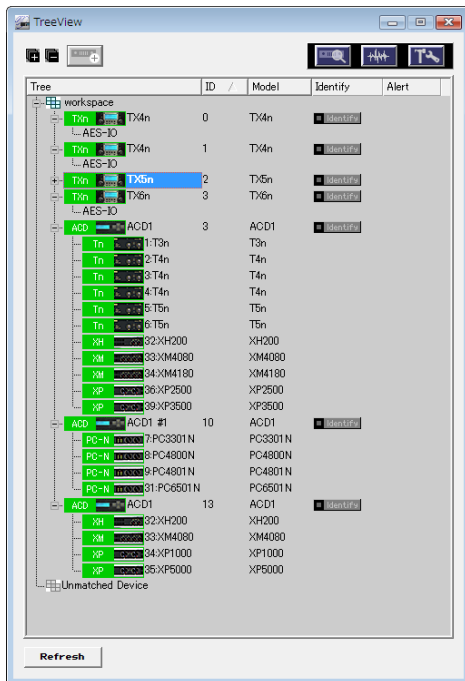 TreeView
Tree ID / Model Identify Alert
workspace
TXn TX4n 0 TX4n Identify
AES-IO
TXn TX4n 1 TX4n Identify
AES-IO
TXn TX5n 2 TX5n Identify
TXn TX6n 3 TX6n Identify
AES-IO
ACD ACD1 3 ACD1 Identify
Tn 1:T3n T3n
Tn 2:T4n T4n
Tn 3:T4n T4n
Tn 4:T4n T4n
Tn 5:T5n T5n
Tn 6:T5n T5n
XH 32:XH200 XH200
XM 33:XM4080 XM4080
XM 34:XM4180 XM4180
XP 36:XP2500 XP2500
XP 39:XP3500 XP3500
ACD ACD1 #1 10 ACD1 Identify
PC-N 7:PC3301N PC3301N
PC-N 8:PC4800N PC4800N
PC-N 9:PC4801N PC4801N
PC-N 31:PC6501N PC6501N
ACD ACD1 13 ACD1 Identify
XH 32:XH200 XH200
XM 33:XM4080 XM4080
XP 34:XP1000 XP1000
XP 35:XP5000 XP5000
Unmatched Device
Refresh